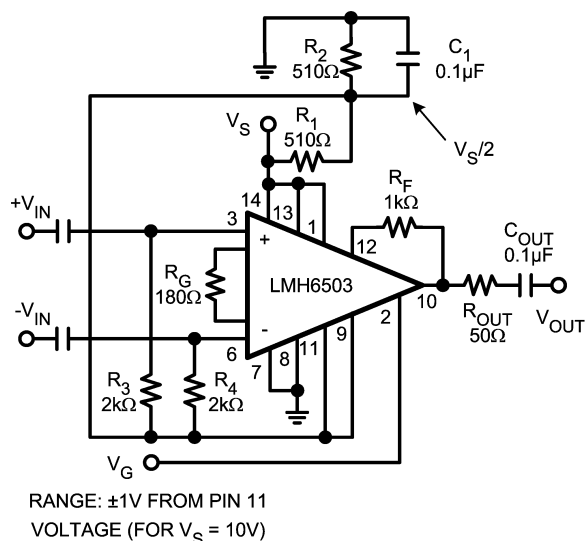 R2
510Ω
C1
0.1µF
VS
R1
510Ω
VS/2
+VIN
14
13
1
3
12
RF
1kΩ
COUT
0.1µF
+
RG
180Ω
LMH6503
10
2
ROUT
50Ω
VOUT
-VIN
-
6
7
8
11
9
R3
2kΩ
R4
2kΩ
VG
RANGE: ±1V FROM PIN 11
VOLTAGE (FOR VS = 10V)